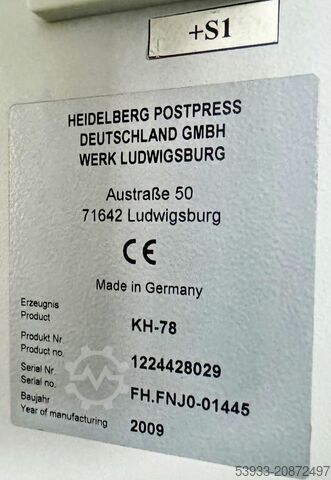 +S1
HEIDELBERG POSTPRESS
DEUTSCHLAND GMBH
WERK LUDWIGSBURG
Austraße 50
71642 Ludwigsburg
CE
Made in Germany
Erzeugnis
Product KH-78
Produkt Nr
Product no. 1224428029
Serial Nr.
Serial no. FH.FNJ0-01445
Baujahr
Year of manufacturing 2009
53933-20872497